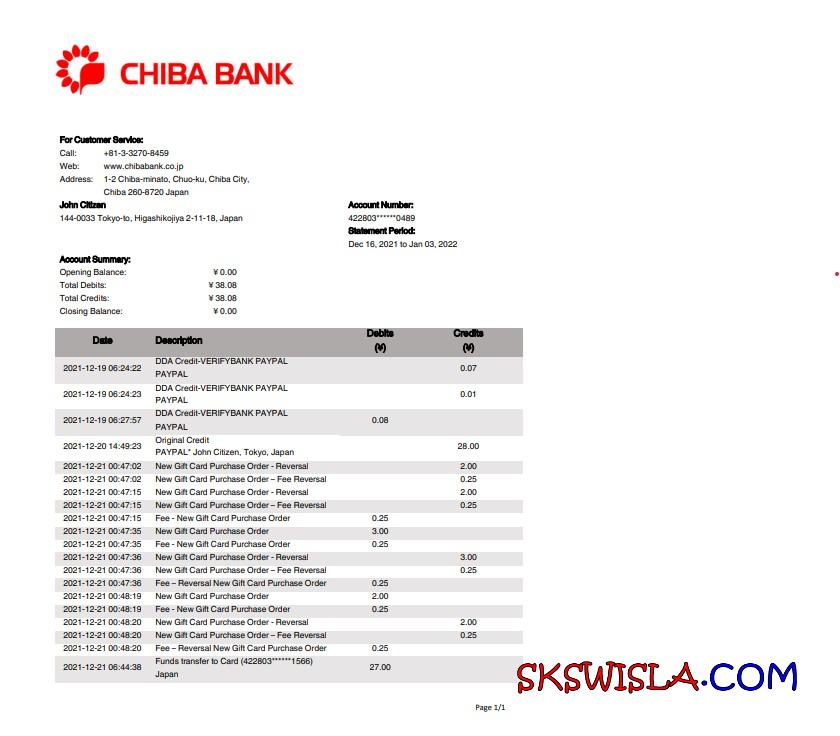 CHIBA BANK
For Customer Service:
Call: +81-3-3270-8459
Web: www.chibabank.co.jp
Address: 1-2 Chiba-minato, Chuo-ku, Chiba City,
Chiba 260-8720 Japan
John Citizen
144-0033 Tokyo-to, Higashikojiya 2-11-18, Japan
Account Number:
422803******0489
Statement Period:
Dec 16, 2021 to Jan 03, 2022
Account Summary:
Opening Balance: ¥ 0.00
Total Debits: ¥ 38.08
Total Credits: ¥ 38.08
Closing Balance: ¥ 0.00
Date Description Debits (¥) Credits (¥)
2021-12-19 06:24:22 DDA Credit-VERIFYBANK PAYPAL 0.07
PAYPAL
2021-12-19 06:24:23 DDA Credit-VERIFYBANK PAYPAL 0.01
PAYPAL
2021-12-19 06:27:57 DDA Credit-VERIFYBANK PAYPAL 0.08
PAYPAL
2021-12-20 14:49:23 Original Credit 28.00
PAYPAL* John Citizen, Tokyo, Japan
2021-12-21 00:47:02 New Gift Card Purchase Order - Reversal 2.00
2021-12-21 00:47:02 New Gift Card Purchase Order – Fee Reversal 0.25
2021-12-21 00:47:15 New Gift Card Purchase Order - Reversal 2.00
2021-12-21 00:47:15 New Gift Card Purchase Order – Fee Reversal 0.25
2021-12-21 00:47:15 Fee - New Gift Card Purchase Order 0.25
2021-12-21 00:47:35 New Gift Card Purchase Order 3.00
2021-12-21 00:47:35 Fee - New Gift Card Purchase Order 0.25
2021-12-21 00:47:36 New Gift Card Purchase Order - Reversal 3.00
2021-12-21 00:47:36 New Gift Card Purchase Order – Fee Reversal 0.25
2021-12-21 00:47:36 Fee – Reversal New Gift Card Purchase Order 0.25
2021-12-21 00:48:19 New Gift Card Purchase Order 2.00
2021-12-21 00:48:19 Fee - New Gift Card Purchase Order 0.25
2021-12-21 00:48:20 New Gift Card Purchase Order - Reversal 2.00
2021-12-21 00:48:20 New Gift Card Purchase Order – Fee Reversal 0.25
2021-12-21 00:48:20 Fee – Reversal New Gift Card Purchase Order 0.25
2021-12-21 06:44:38 Funds transfer to Card (422803******1566) 27.00
Japan
SKSWISLA.COM
Page 1/1